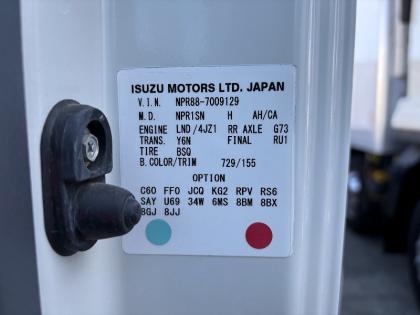 ISUZU MOTORS LTD. JAPAN
V.I.N. NPR88-7009129
M.D. NPR1SN H AH/CA
ENGINE LND/4JZ1 RR AXLE G73
TRANS. Y6N FINAL RU1
TIRE BSQ
B.COLOR/TRIM 729/155
OPTION
C60 FF0 JCQ KG2 RPV RS6
SAY U69 34W 6MS 8BM 8BX
8GJ 8JJ